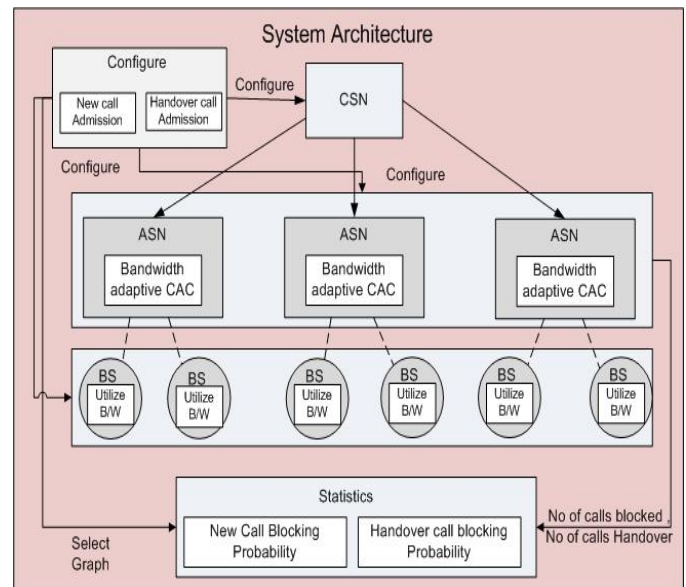 System Architecture
Configure
New call
Admission
Handover call
Admission
Configure
CSN
Configure
Configure
ASN
Bandwidth
adaptive CAC
ASN
Bandwidth
adaptive CAC
ASN
Bandwidth
adaptive CAC
BS
Utilize
B/W
BS
Utilize
B/W
BS
Utilize
B/W
BS
Utilize
B/W
BS
Utilize
B/W
BS
Utilize
B/W
Statistics
New Call Blocking
Probability
Handover call blocking
Probability
Select
Graph
No of calls blocked ,
No of calls Handover